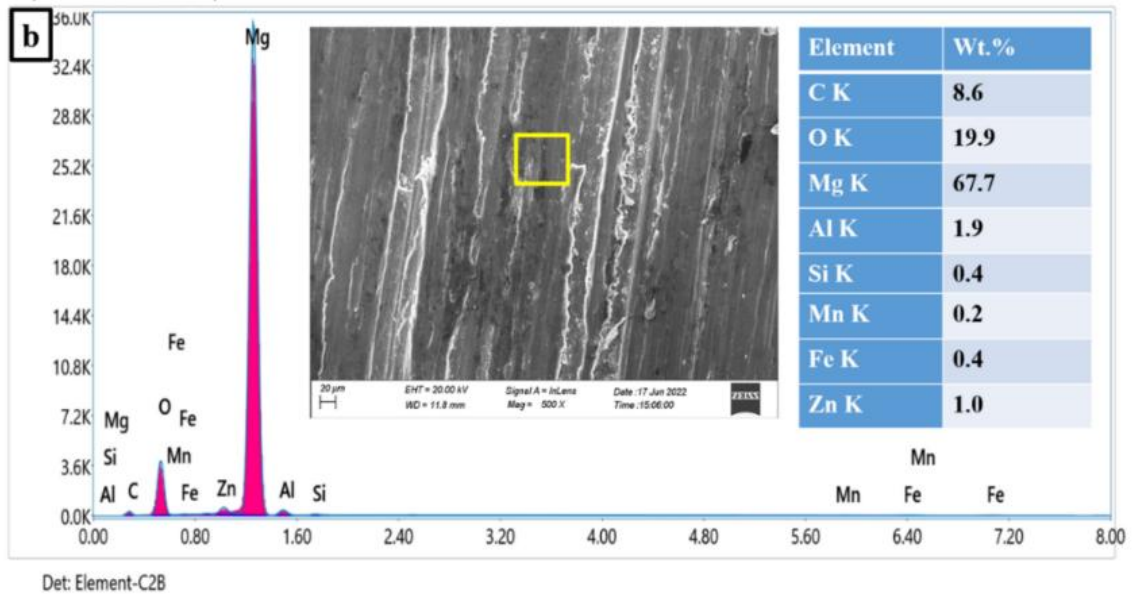 b
36.0K
32.4K
28.8K
25.2K
21.6K
18.0K
14.4K
10.8K
7.2K
3.6K
0.0K
Mg
Fe
O
Fe
Mg
Si
Mn
Al
C
Fe
Zn
Al
Si
Mn
Mn
Fe
Fe
0.00
0.80
1.60
2.40
3.20
4.00
4.80
5.60
6.40
7.20
8.00
20 µm
EHT = 20.00 kV
Signal A = InLens
Date :17 Jun 2022
WD = 11.8 mm
Mag = 500 X
Time :15:06:00
ZEISS
Element Wt.%
C K 8.6
O K 19.9
Mg K 67.7
Al K 1.9
Si K 0.4
Mn K 0.2
Fe K 0.4
Zn K 1.0
Det: Element-C2B